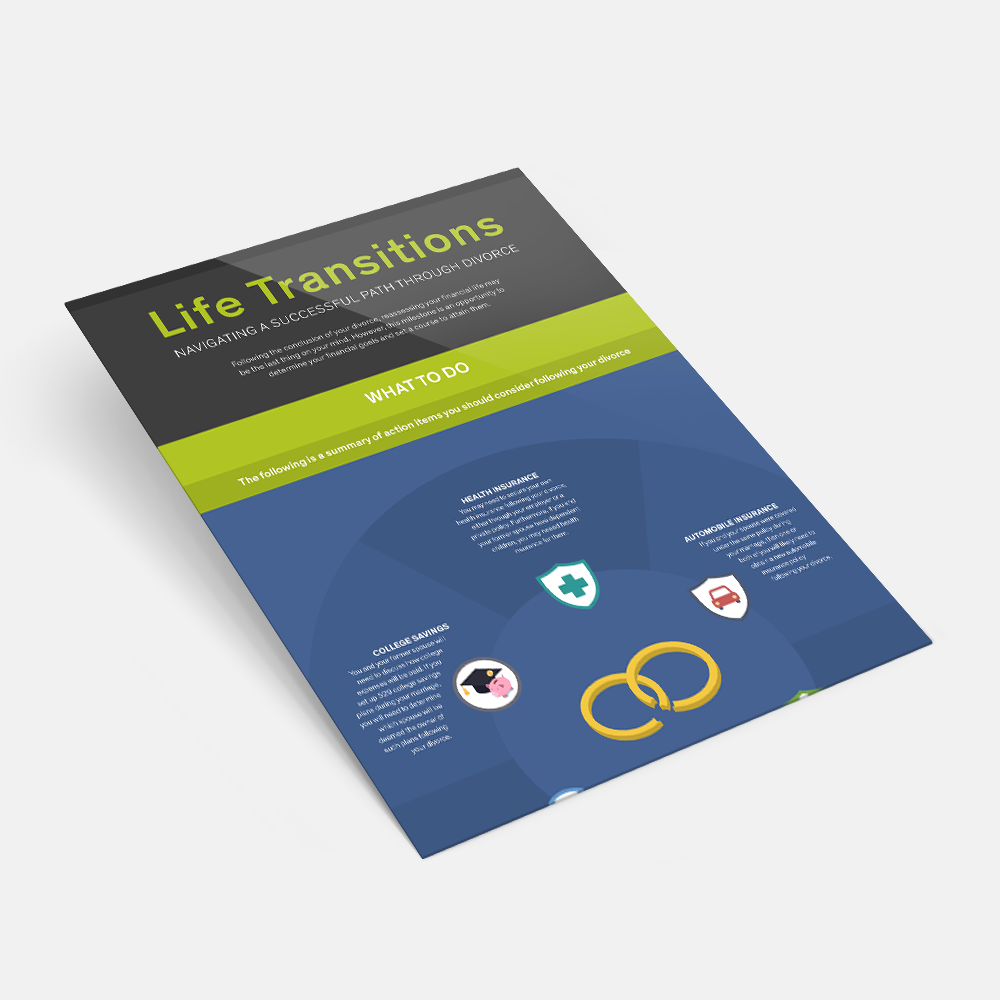 Life Transitions
NAVIGATING A SUCCESSFUL PATH THROUGH DIVORCE
Following the conclusion of your divorce, reassessing your financial life may
be the last thing on your mind. However, this milestone is an opportunity to
determine your financial goals and set a course to attain them.
WHAT TO DO
The following is a summary of action items you should consider following your divorce
HEALTH INSURANCE
You may need to secure your own
health insurance following your divorce,
either through your employer or a
private policy. Furthermore, if you and
your former spouse have dependent
children, you may need health
insurance for them.
AUTOMOBILE INSURANCE
If you and your spouse were covered
under the same policy during
your marriage, then one or
both of you will likely need to
obtain a new automobile
insurance policy
following your divorce.
COLLEGE SAVINGS
You and your former spouse will
need to discuss how college
expenses will be paid. If you
set up 529 college savings
plans during your marriage,
you will need to determine
which spouse will be
deemed the owner of
such plans following
your divorce.